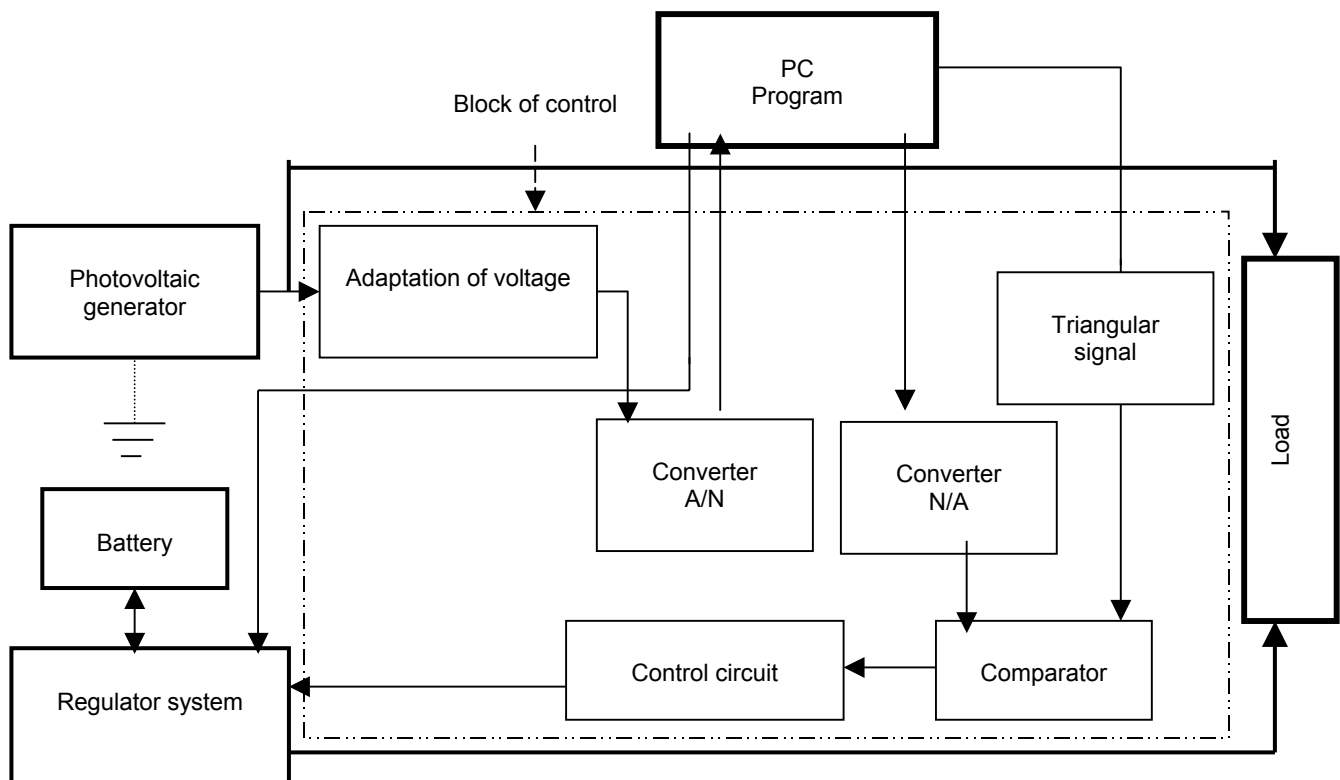 PC
Program
Block of control
Photovoltaic
generator
Adaptation of voltage
Triangular
signal
Load
Converter
A/N
Converter
N/A
Battery
Control circuit
Comparator
Regulator system